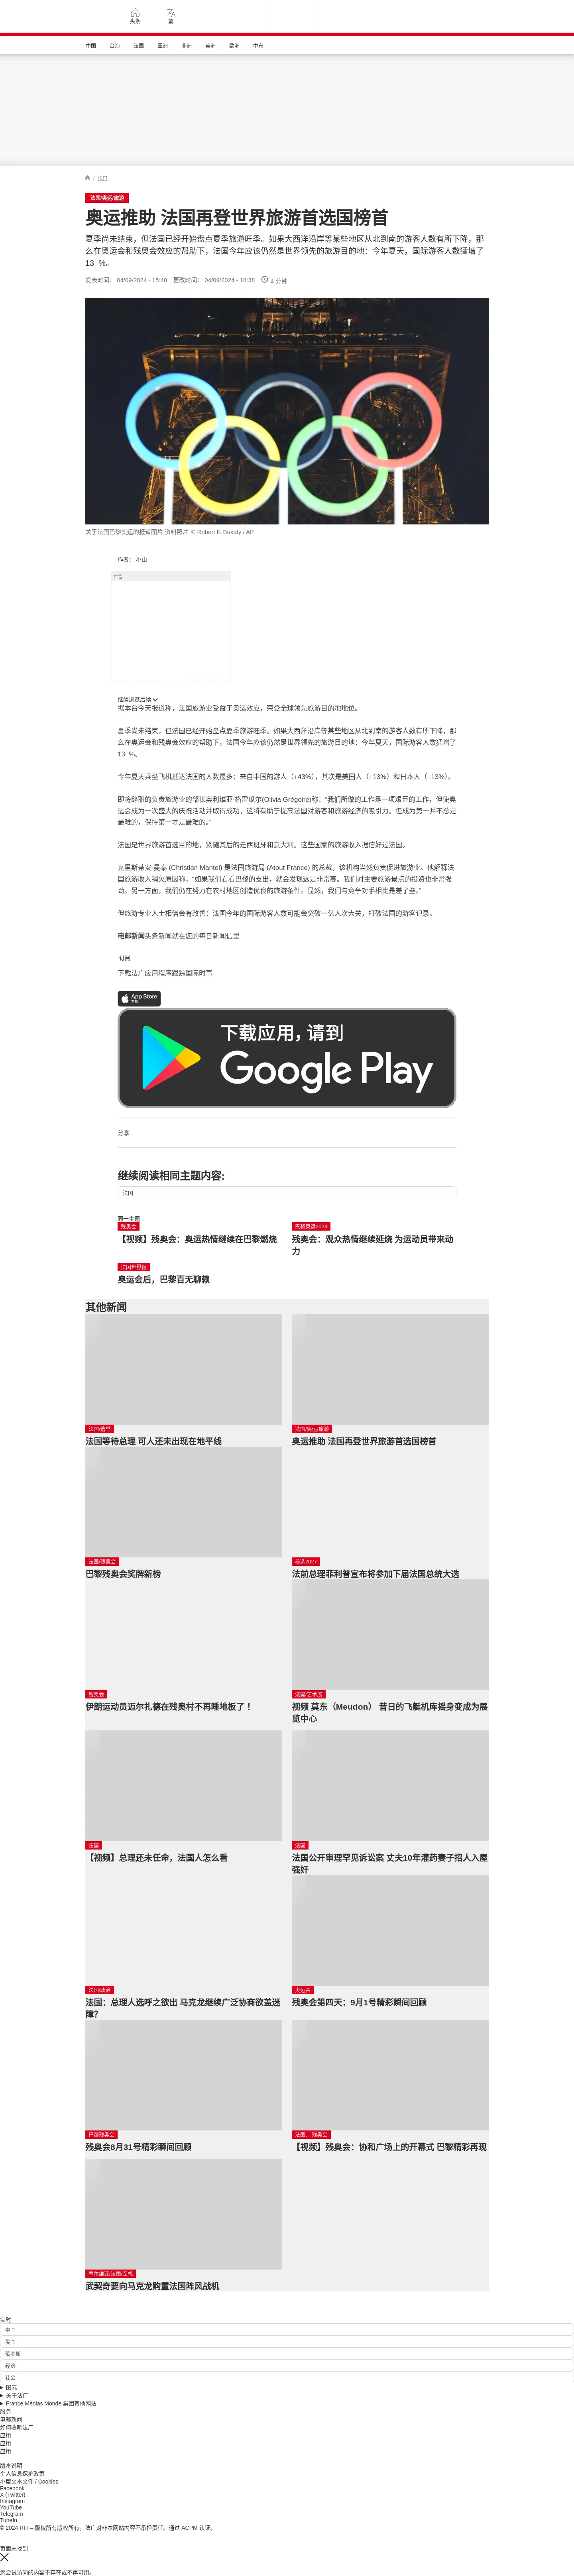 头条
繁
中国 台海 法国 亚洲 非洲 美洲 欧洲 中东
/ 法国
法国/奥运/旅游
奥运推助 法国再登世界旅游首选国榜首
夏季尚未结束，但法国已经开始盘点夏季旅游旺季。如果大西洋沿岸等某些地区从北到南的游客人数有所下降，那
么在奥运会和残奥会效应的帮助下，法国今年应该仍然是世界领先的旅游目的地：今年夏天，国际游客人数猛增了
13 %。
发表时间： 04/09/2024 - 15:48 更改时间： 04/09/2024 - 18:38 4 分钟
关于法国巴黎奥运的报道图片 资料照片 © Robert F. Bukaty / AP
作者： 小山
广告
继续浏览后续
据本台今天报道称，法国旅游业受益于奥运效应，荣登全球领先旅游目的地地位。
夏季尚未结束，但法国已经开始盘点夏季旅游旺季。如果大西洋沿岸等某些地区从北到南的游客人数有所下降，那
么在奥运会和残奥会效应的帮助下，法国今年应该仍然是世界领先的旅游目的地：今年夏天，国际游客人数猛增了
13 %。
今年夏天乘坐飞机抵达法国的人数最多：来自中国的游人（+43%），其次是美国人（+13%）和日本人（+13%）。
即将辞职的负责旅游业的部长奥利维亚·格雷瓜尔(Olivia Grégoire)称：“我们所做的工作是一项艰巨的工作，但使奥
运会成为一次盛大的庆祝活动并取得成功，这将有助于提高法国对游客和旅游经济的吸引力。但成为第一并不总是
最难的，保持第一才是最难的。”
法国是世界旅游首选目的地，紧随其后的是西班牙和意大利。这些国家的旅游收入据信好过法国。
克里斯蒂安·曼泰 (Christian Mantei) 是法国旅游局 (Atout France) 的总裁，该机构当然负责促进旅游业。他解释法
国旅游收入稍欠原因称，“如果我们看看巴黎的支出，就会发现这是非常高。我们对主要旅游景点的投资也非常强
劲。另一方面，我们仍在努力在农村地区创造优良的旅游条件。显然，我们与竞争对手相比是差了些。”
但旅游专业人士相信会有改善：法国今年的国际游客人数可能会突破一亿人次大关，打破法国的游客记录。
电邮新闻头条新闻就在您的每日新闻信里
订阅
下载法广应用程序跟踪国际时事
App Store
下载
下载应用，请到
Google Play
分享 :
继续阅读相同主题内容:
法国
同一主题
残奥会
【视频】残奥会：奥运热情继续在巴黎燃烧
巴黎奥运2024
残奥会：观众热情继续延烧 为运动员带来动
力
法国世界报
奥运会后，巴黎百无聊赖
其他新闻
法国/选举
法国等待总理 可人还未出现在地平线
法国/奥运/旅游
奥运推助 法国再登世界旅游首选国榜首
法国/残奥会
巴黎残奥会奖牌新榜
参选2027
法前总理菲利普宣布将参加下届法国总统大选
残奥会
伊朗运动员迈尔扎德在残奥村不再睡地板了！
法国/艺术展
视频 莫东（Meudon） 昔日的飞艇机库摇身变成为展
览中心
法国
【视频】总理还未任命，法国人怎么看
法国
法国公开审理罕见诉讼案 丈夫10年灌药妻子招人入屋
强奸
法国/政治
法国：总理人选呼之欲出 马克龙继续广泛协商欲盖迷
障？
奥运会
残奥会第四天：9月1号精彩瞬间回顾
巴黎残奥会
残奥会8月31号精彩瞬间回顾
法国， 残奥会
【视频】残奥会：协和广场上的开幕式 巴黎精彩再现
塞尔维亚/法国/军机
武契奇要向马克龙购置法国阵风战机
实时
中国
美国
俄罗斯
经济
社会
国际
关于法广
France Médias Monde 集团其他网站
服务
电邮新闻
如何收听法广
应用
应用
应用
版本说明
个人信息保护政策
小型文本文件 / Cookies
Facebook
X (Twitter)
Instagram
YouTube
Telegram
TuneIn
© 2024 RFI – 版权所有版权所有。法广对非本网站内容不承担责任。通过 ACPM 认证。
页面未找到
您尝试访问的内容不存在或不再可用。